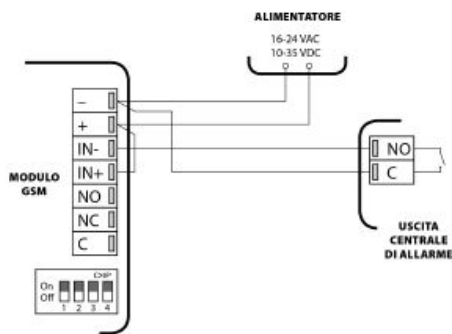 ALIMENTATORE
16-24 VAC
10-35 VDC
–
+
IN-
IN+
NO
NC
C
MODULO
GSM
NO
C
USCITA
CENTRALE
DI ALLARME
CHIP
On
Off
1 2 3 4